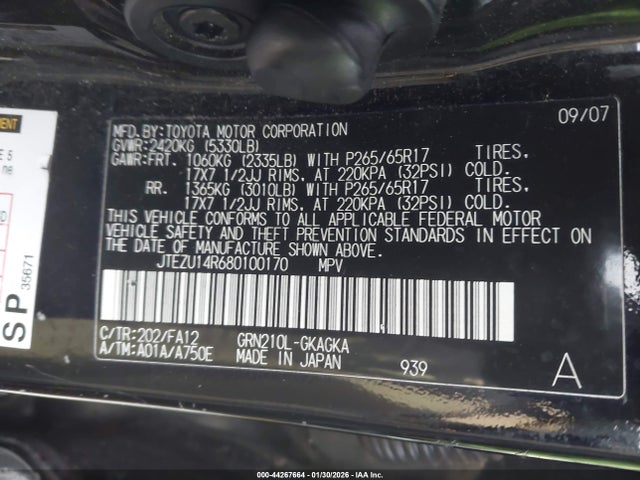 MFD. BY: TOYOTA MOTOR CORPORATION 09/07
GVWR: 2420KG (5330LB)
GAWR: FRT. 1060KG (2335LB) WITH P265/65R17 TIRES,
17X7 1/2JJ RIMS. AT 220KPA (32PSI) COLD.
RR. 1365KG (3010LB) WITH P265/65R17 TIRES,
17X7 1/2JJ RIMS. AT 220KPA (32PSI) COLD.
THIS VEHICLE CONFORMS TO ALL APPLICABLE FEDERAL MOTOR
VEHICLE SAFETY AND THEFT PREVENTION STANDARDS IN EFFECT ON
THE DATE OF MANUFACTURE SHOWN ABOVE.
JTEZU14R680100170 MPV
C/TR: 202/FA12 GRN210L-GKAGKA
A/TM: A01A/A750E MADE IN JAPAN 939 A
SP 35671
000-44267664 - 01/30/2026 - IAA Inc.